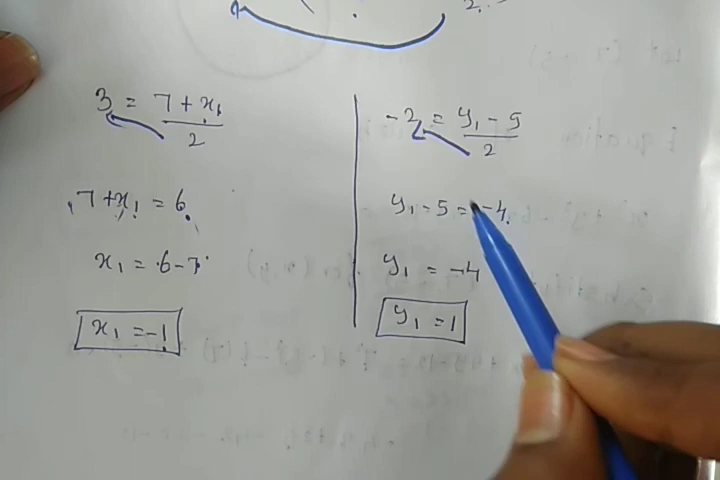 3 = 7 + x₁ / 2
7 + x₁ = 6
x₁ = 6 - 7
x₁ = -1
-2 = y₁ - 5 / 2
y₁ - 5 = -4
y₁ = -4
y₁ = 1